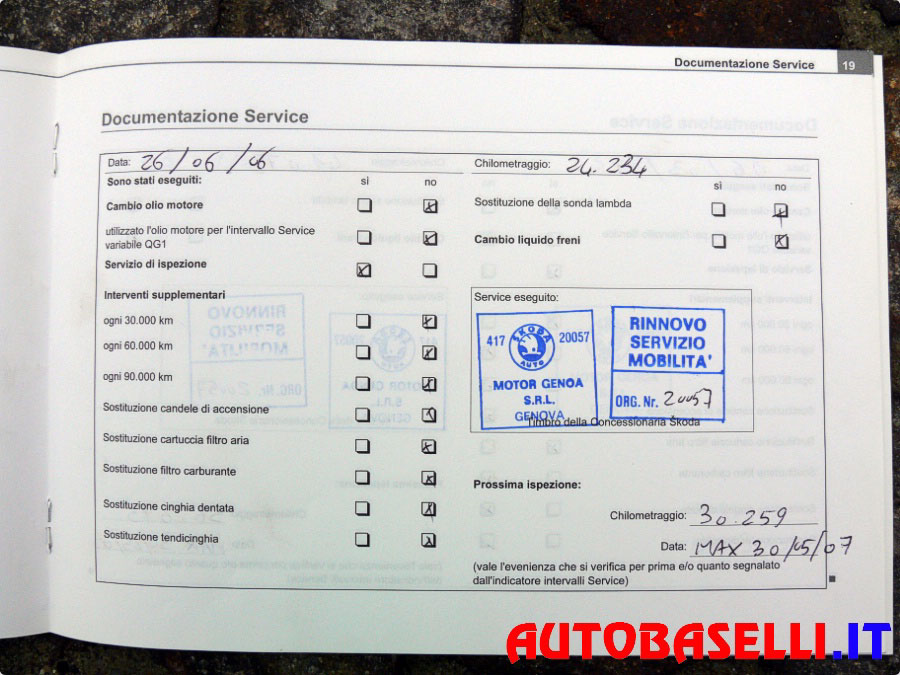 Documentazione Service 19
Documentazione Service
Data: 26/06/06
Chilometraggio: 24.234
Sono stati eseguiti: si no
Cambio olio motore
utilizzato l'olio motore per l'intervallo Service
variabile QG1
Servizio di ispezione
Interventi supplementari
ogni 30.000 km
ogni 60.000 km
ogni 90.000 km
Sostituzione candele di accensione
Sostituzione cartuccia filtro aria
Sostituzione filtro carburante
Sostituzione cinghia dentata
Sostituzione tendicinghia
si no
Sostituzione della sonda lambda
Cambio liquido freni
Service eseguito:
417 ŠKODA AUTO 20057
MOTOR GENOA
S.R.L.
GENOVA
RINNOVO
SERVIZIO
MOBILITA'
ORG. Nr. 20057
Timbro della Concessionaria Škoda
Prossima ispezione:
Chilometraggio: 30.259
Data: MAX 30/05/07
(vale l'evenienza che si verifica per prima e/o quanto segnalato
dall'indicatore intervalli Service)
AUTOBASELLI.IT